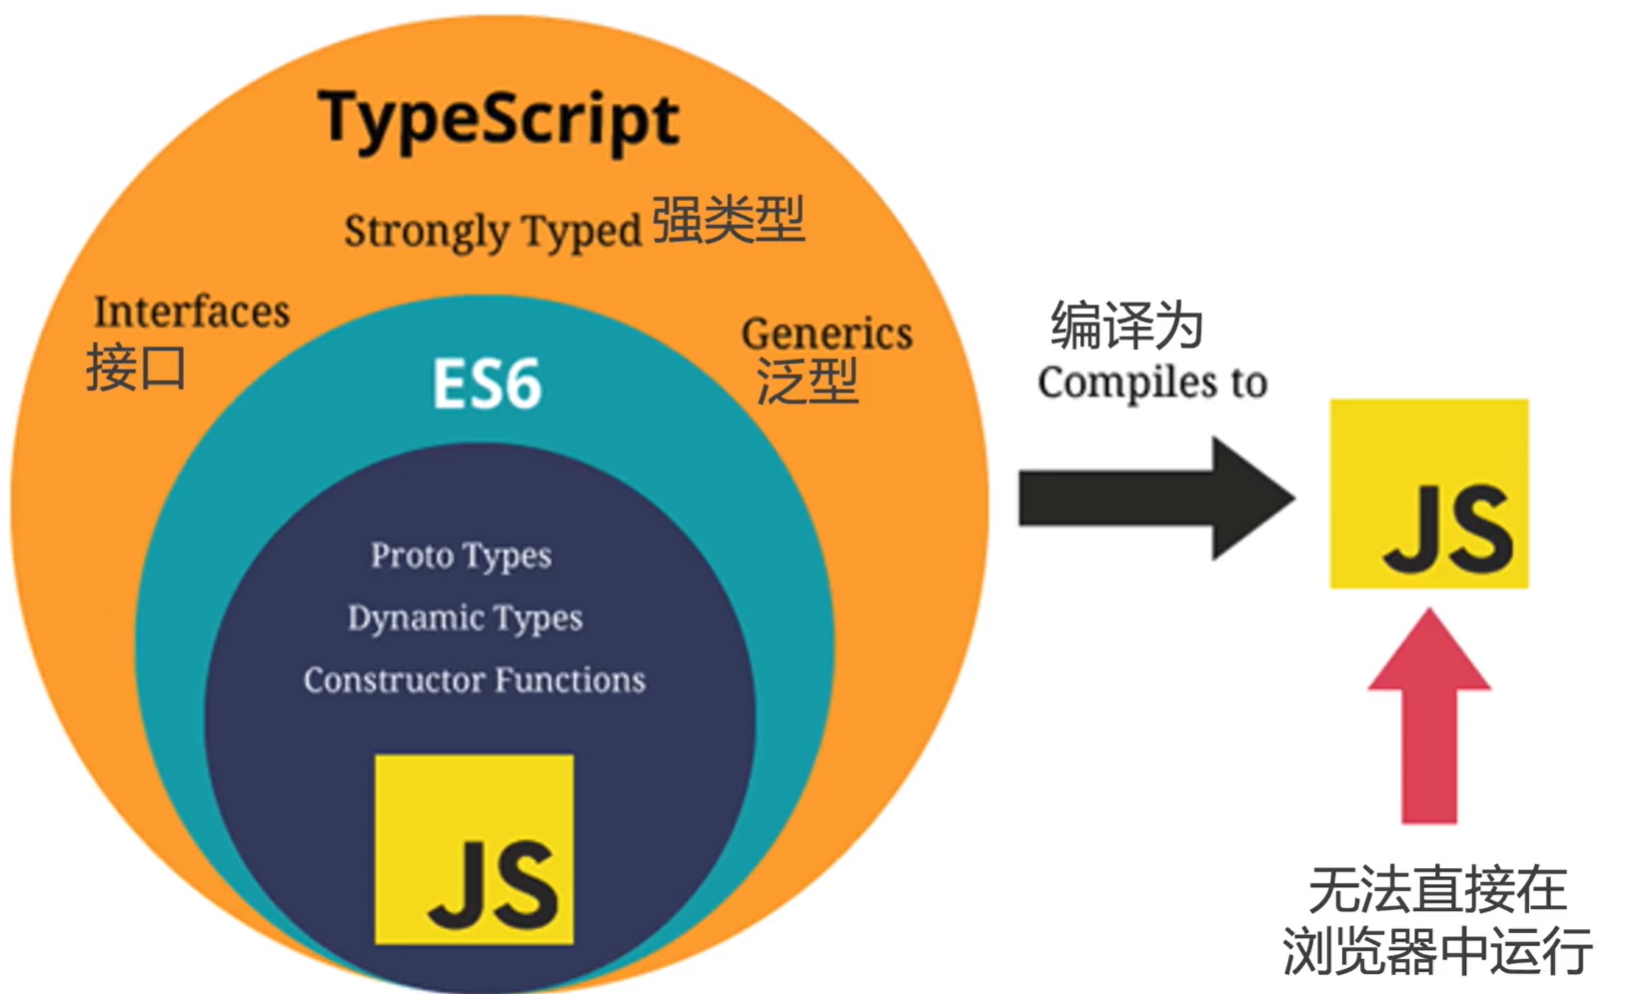 TypeScript
Strongly Typed 强类型
Interfaces
接口
Generics
泛型
ES6
Proto Types
Dynamic Types
Constructor Functions
JS
编译为
Compiles to
JS
无法直接在
浏览器中运行